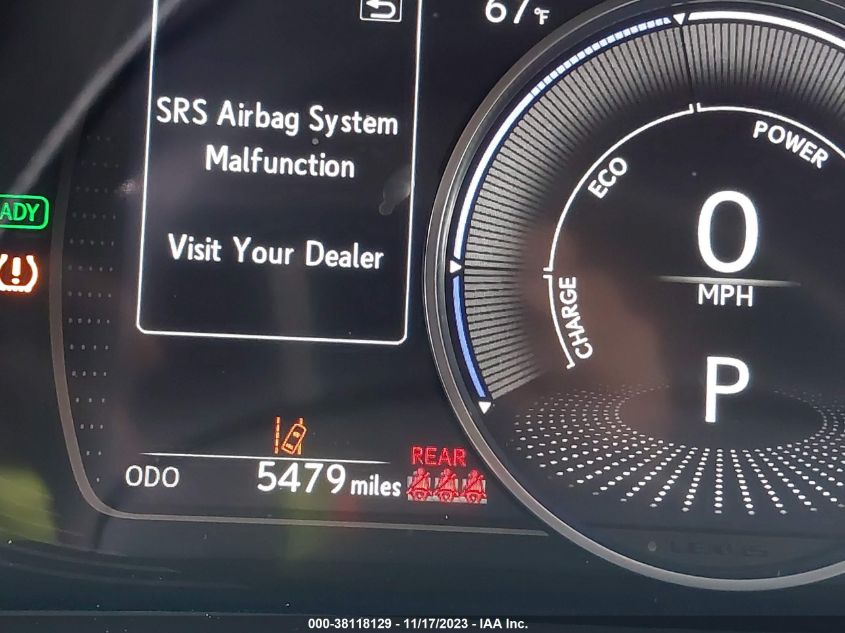 67°F
SRS Airbag System
Malfunction
Visit Your Dealer
ADY
ECO
POWER
CHARGE
0
MPH
P
ODO 5479 miles
REAR
LEXUS
000-38118129 - 11/17/2023 - IAA Inc.